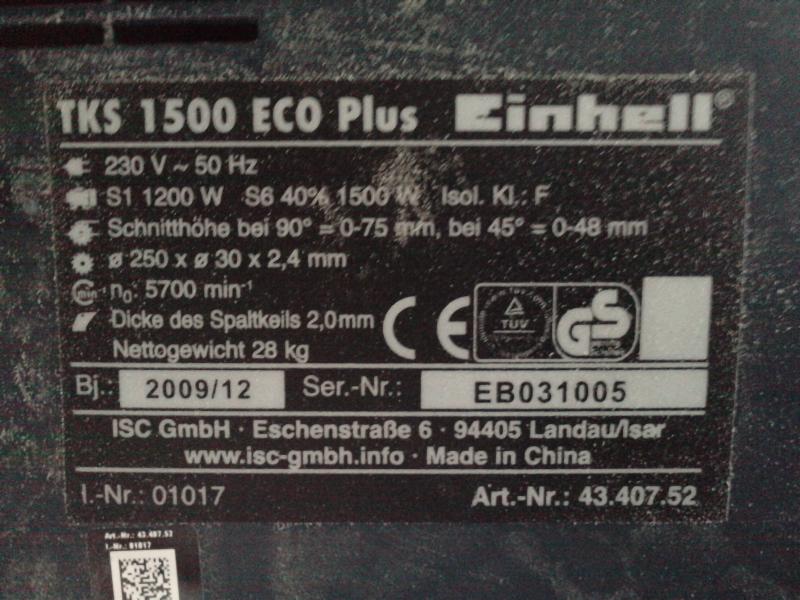 TKS 1500 ECO Plus Einhell®
230 V ~ 50 Hz
S1 1200 W S6 40% 1500 W Isol. Kl.: F
Schnitthöhe bei 90° = 0-75 mm, bei 45° = 0-48 mm
ø 250 x ø 30 x 2,4 mm
min n₀: 5700 min⁻¹
Dicke des Spaltkeils 2,0mm
Nettogewicht 28 kg
CE TÜV GS
Bj.: 2009/12 Ser.-Nr.: EB031005
ISC GmbH · Eschenstraße 6 · 94405 Landau/Isar
www.isc-gmbh.info · Made in China
I.-Nr.: 01017 Art.-Nr.: 43.407.52
Art.-Nr.: 43.407.52
I.-Nr.: 01017